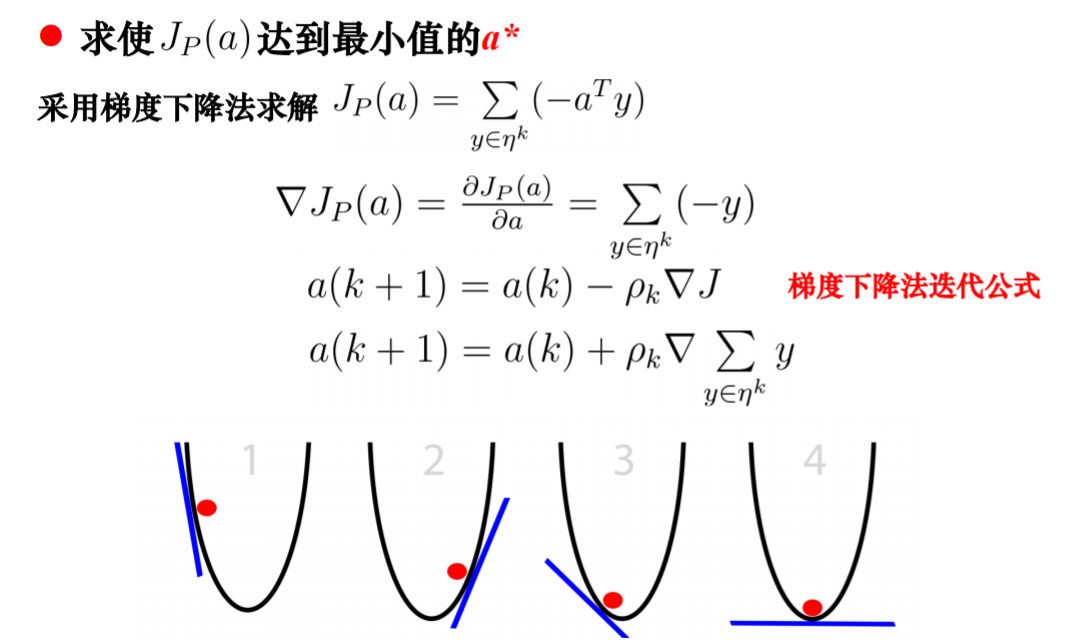 ● 求使 $J_P(a)$ 达到最小值的a*
采用梯度下降法求解 $J_P(a) = \sum_{y \in \eta^k} (-a^T y)$
$\nabla J_P(a) = \frac{\partial J_P(a)}{\partial a} = \sum_{y \in \eta^k} (-y)$
$a(k+1) = a(k) - \rho_k \nabla J$ 梯度下降法迭代公式
$a(k+1) = a(k) + \rho_k \nabla \sum_{y \in \eta^k} y$
1 2 3 4